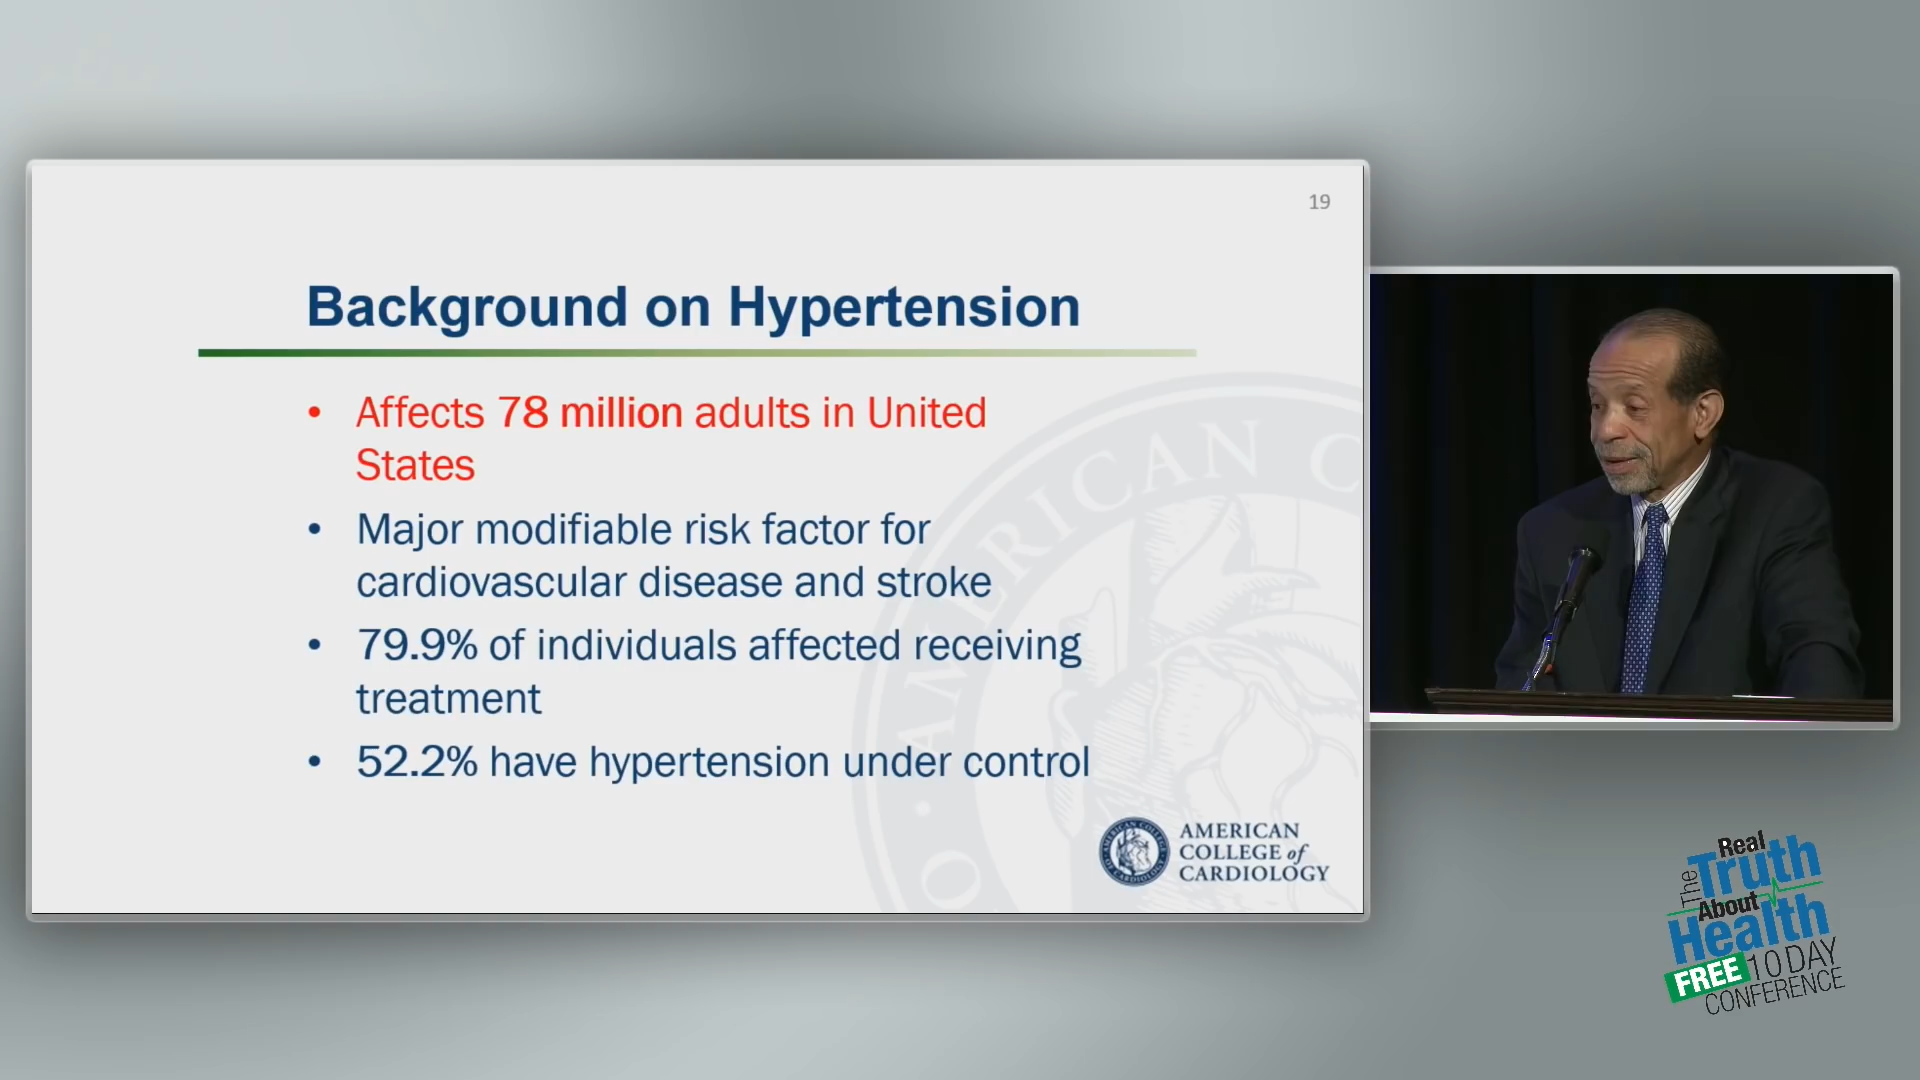 19
Background on Hypertension
• Affects 78 million adults in United
States
• Major modifiable risk factor for
cardiovascular disease and stroke
• 79.9% of individuals affected receiving
treatment
• 52.2% have hypertension under control
AMERICAN C
O • AMERICAN
COLLEGE of
CARDIOLOGY
The Real
Truth
About
Health
FREE 10 DAY
CONFERENCE